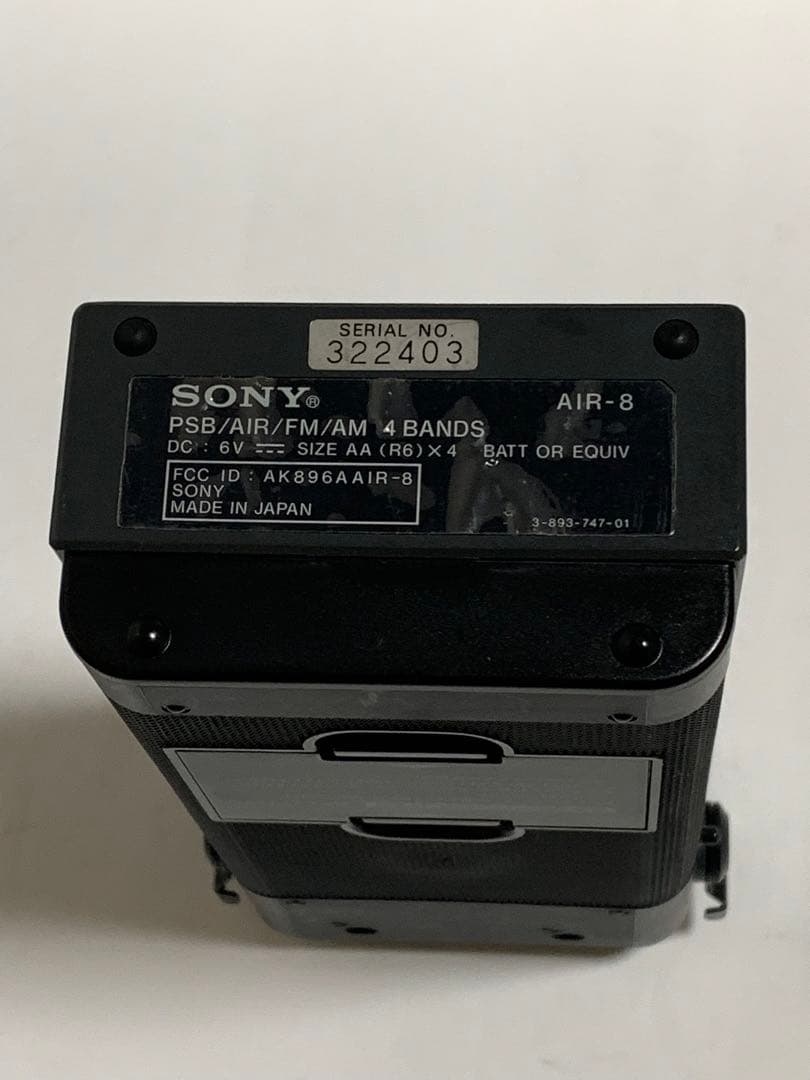 SERIAL NO.
322403
SONY® AIR-8
PSB/AIR/FM/AM 4 BANDS
DC : 6V ⎓ SIZE AA (R6)×4 BATT OR EQUIV
FCC ID : AK896AAIR-8
SONY
MADE IN JAPAN
3-893-747-01